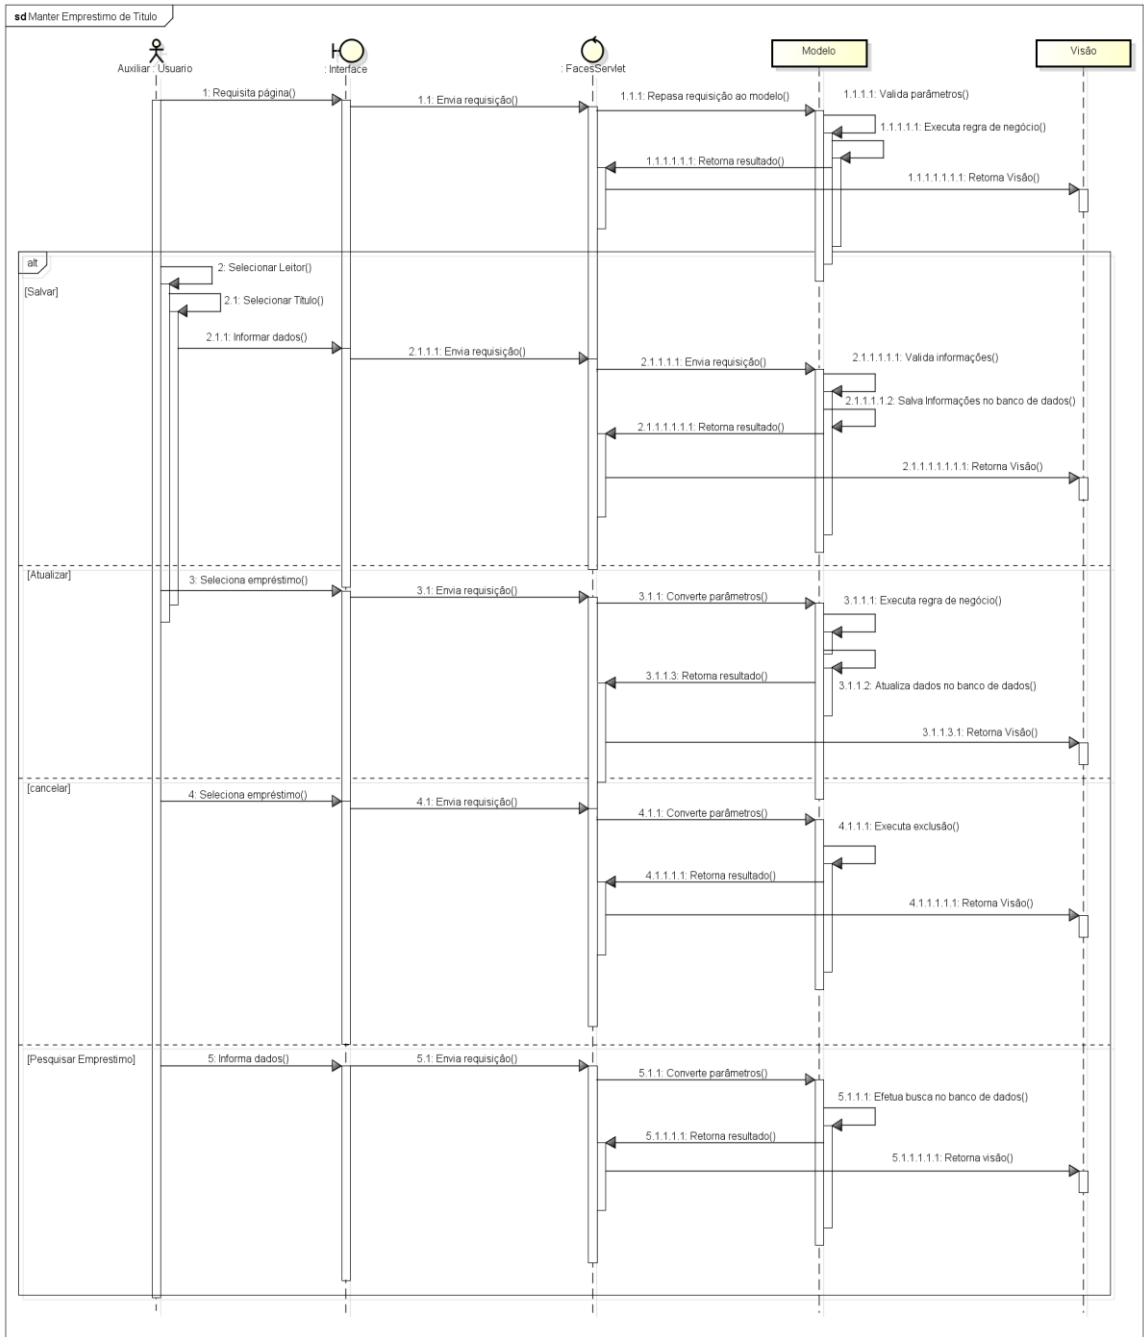 sd Manter Emprestimo de Titulo
Auxiliar : Usuario
: Interface
: FacesServlet
Modelo
Visão
1: Requisita página()
1.1: Envia requisição()
1.1.1: Repasa requisição ao modelo()
1.1.1.1: Valida parâmetros()
1.1.1.1.1: Executa regra de negócio()
1.1.1.1.1.1: Retorna resultado()
1.1.1.1.1.1.1: Retorna Visão()
alt
[Salvar]
2: Selecionar Leitor()
2.1: Selecionar Título()
2.1.1: Informar dados()
2.1.1.1: Envia requisição()
2.1.1.1.1: Envia requisição()
2.1.1.1.1.1: Valida informações()
2.1.1.1.1.2: Salva Informações no banco de dados()
2.1.1.1.1.1.1: Retorna resultado()
2.1.1.1.1.1.1.1: Retorna Visão()
[Atualizar]
3: Seleciona empréstimo()
3.1: Envia requisição()
3.1.1: Converte parâmetros()
3.1.1.1: Executa regra de negócio()
3.1.1.3: Retorna resultado()
3.1.1.2: Atualiza dados no banco de dados()
3.1.1.3.1: Retorna Visão()
[cancelar]
4: Seleciona empréstimo()
4.1: Envia requisição()
4.1.1: Converte parâmetros()
4.1.1.1: Executa exclusão()
4.1.1.1.1: Retorna resultado()
4.1.1.1.1.1: Retorna Visão()
[Pesquisar Emprestimo]
5: Informa dados()
5.1: Envia requisição()
5.1.1: Converte parâmetros()
5.1.1.1: Efetua busca no banco de dados()
5.1.1.1.1: Retorna resultado()
5.1.1.1.1.1: Retorna visão()